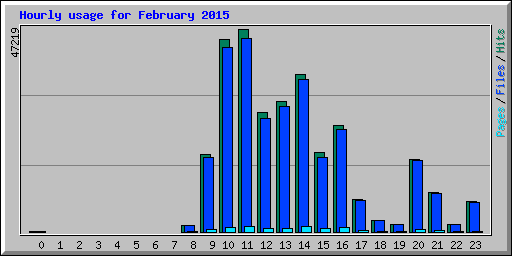 Hourly usage for February 2015
47219
Pages/Files/Hits
0 1 2 3 4 5 6 7 8 9 10 11 12 13 14 15 16 17 18 19 20 21 22 23